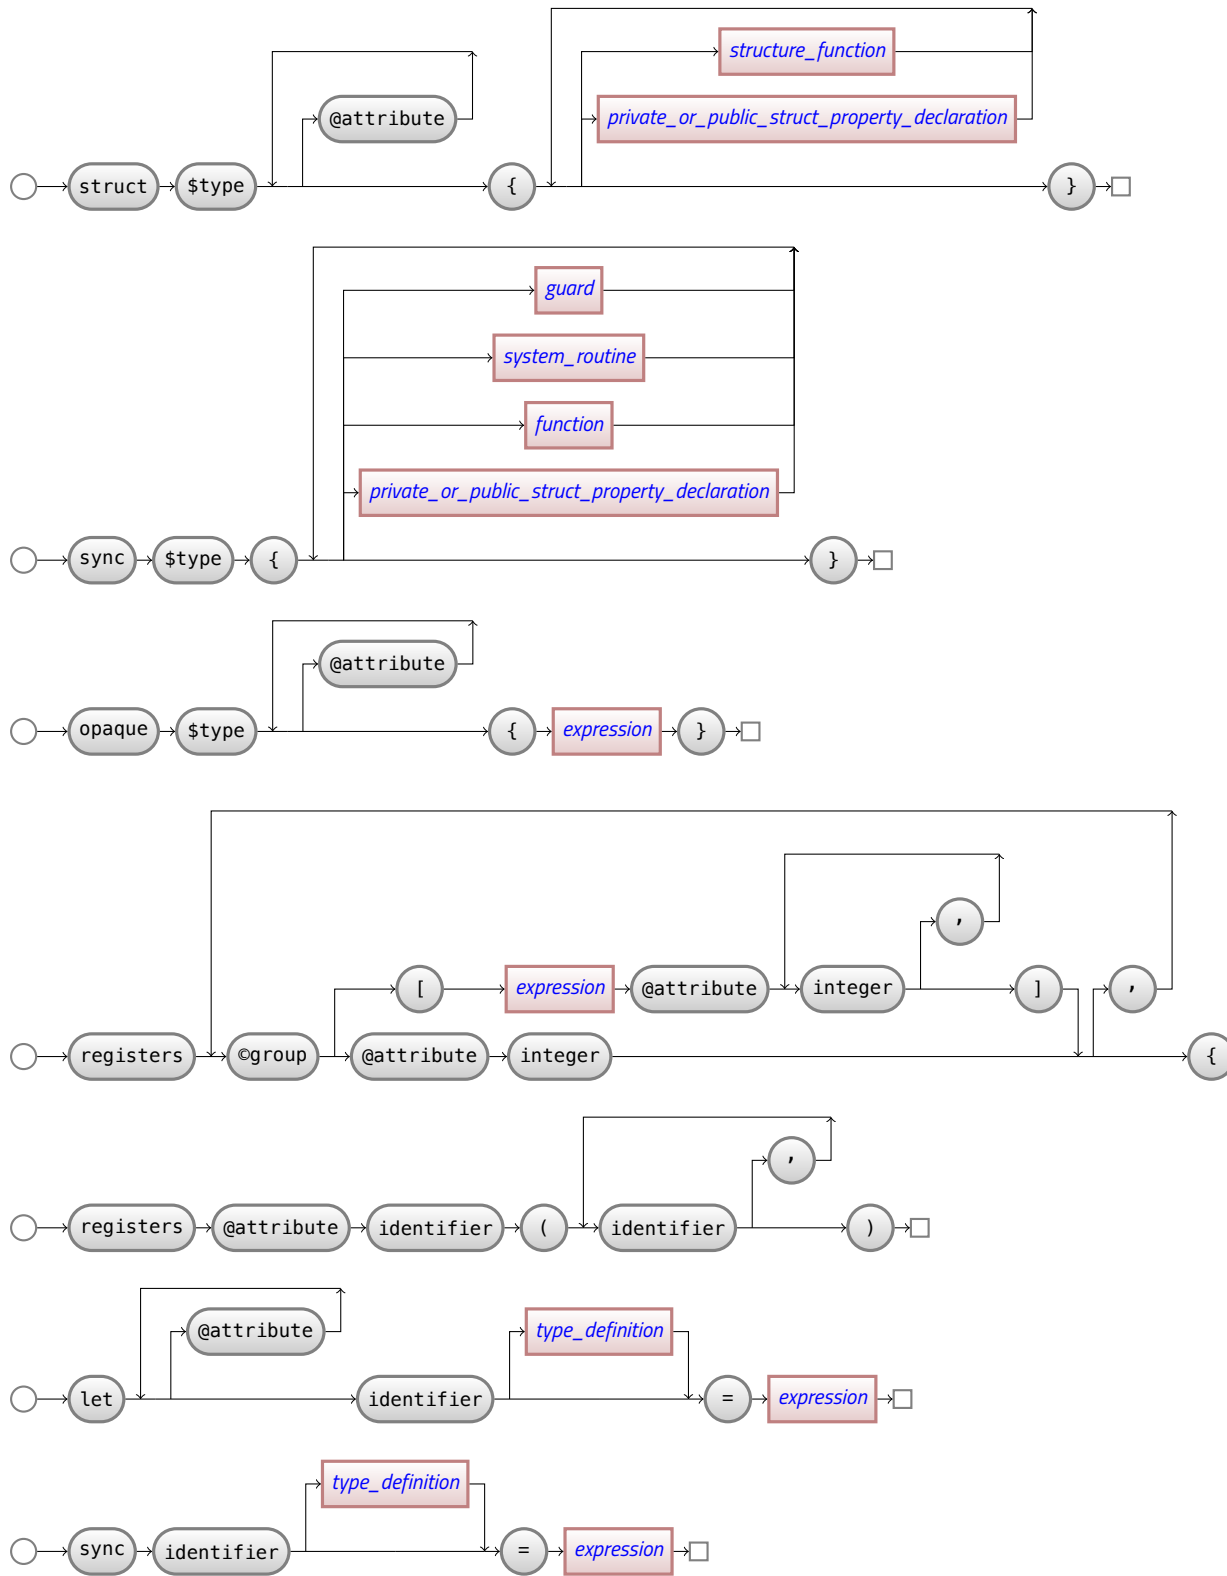 structure_function
@attribute
private_or_public_struct_property_declaration
struct $type { }
guard
system_routine
function
private_or_public_struct_property_declaration
sync $type { }
@attribute
opaque $type { expression }
,
[ expression @attribute integer ] ,
registers ©group @attribute integer {
,
registers @attribute identifier ( identifier )
@attribute type_definition
let identifier = expression
type_definition
sync identifier = expression